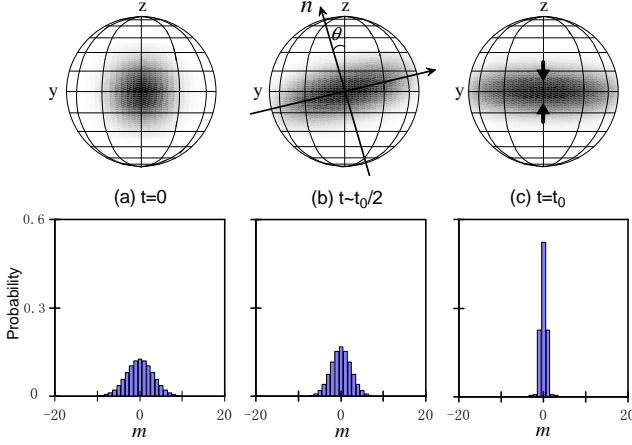 z n z z
θ
y y y
(a) t=0 (b) t~t₀/2 (c) t=t₀
0.6
Probability
0.3
0
-20 0 20 -20 0 20 -20 0 20
m m m